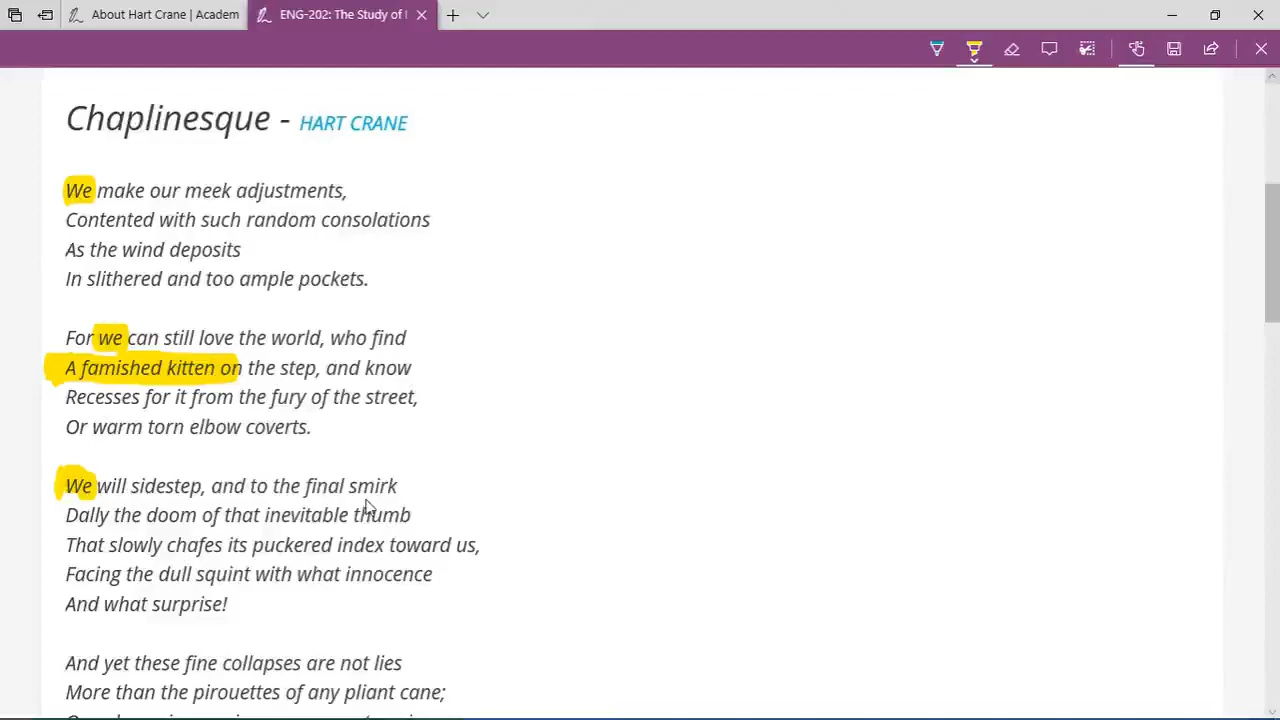 About Hart Crane | Academ
ENG-202: The Study of
Chaplinesque - HART CRANE
We make our meek adjustments,
Contented with such random consolations
As the wind deposits
In slithered and too ample pockets.
For we can still love the world, who find
A famished kitten on the step, and know
Recesses for it from the fury of the street,
Or warm torn elbow coverts.
We will sidestep, and to the final smirk
Dally the doom of that inevitable thumb
That slowly chafes its puckered index toward us,
Facing the dull squint with what innocence
And what surprise!
And yet these fine collapses are not lies
More than the pirouettes of any pliant cane;